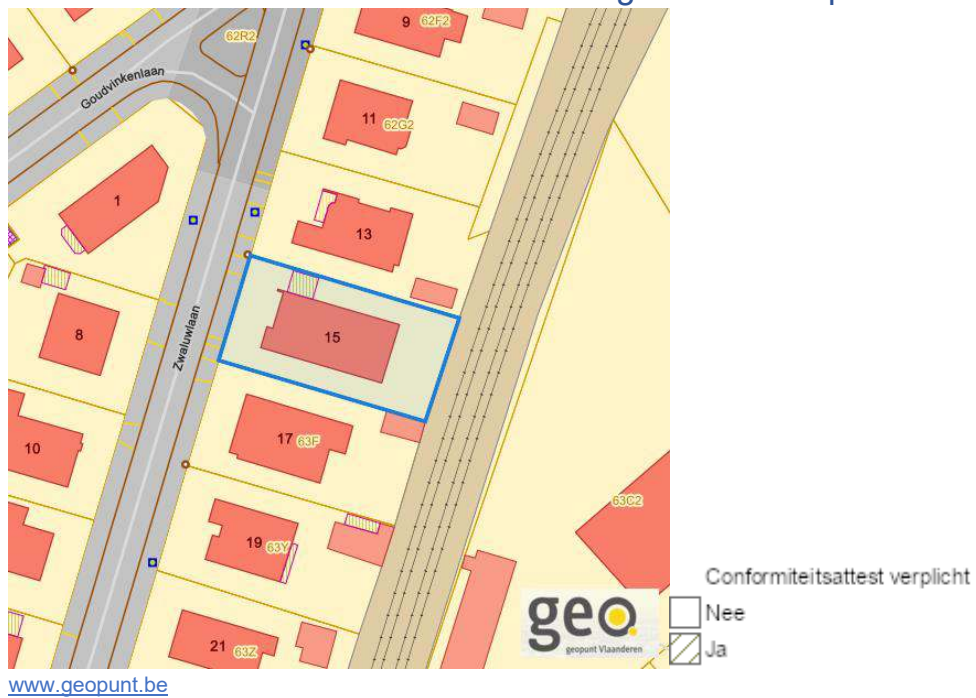 9 62F2
62R2
Goudvinkenlaan
11 62G2
1
13
15
Zwaluwlaan
8
17 63F
10
63C2
19 63Y
21 63Z
geo.
geopunt Vlaanderen
Conformiteitsattest verplicht
Nee
Ja
www.geopunt.be